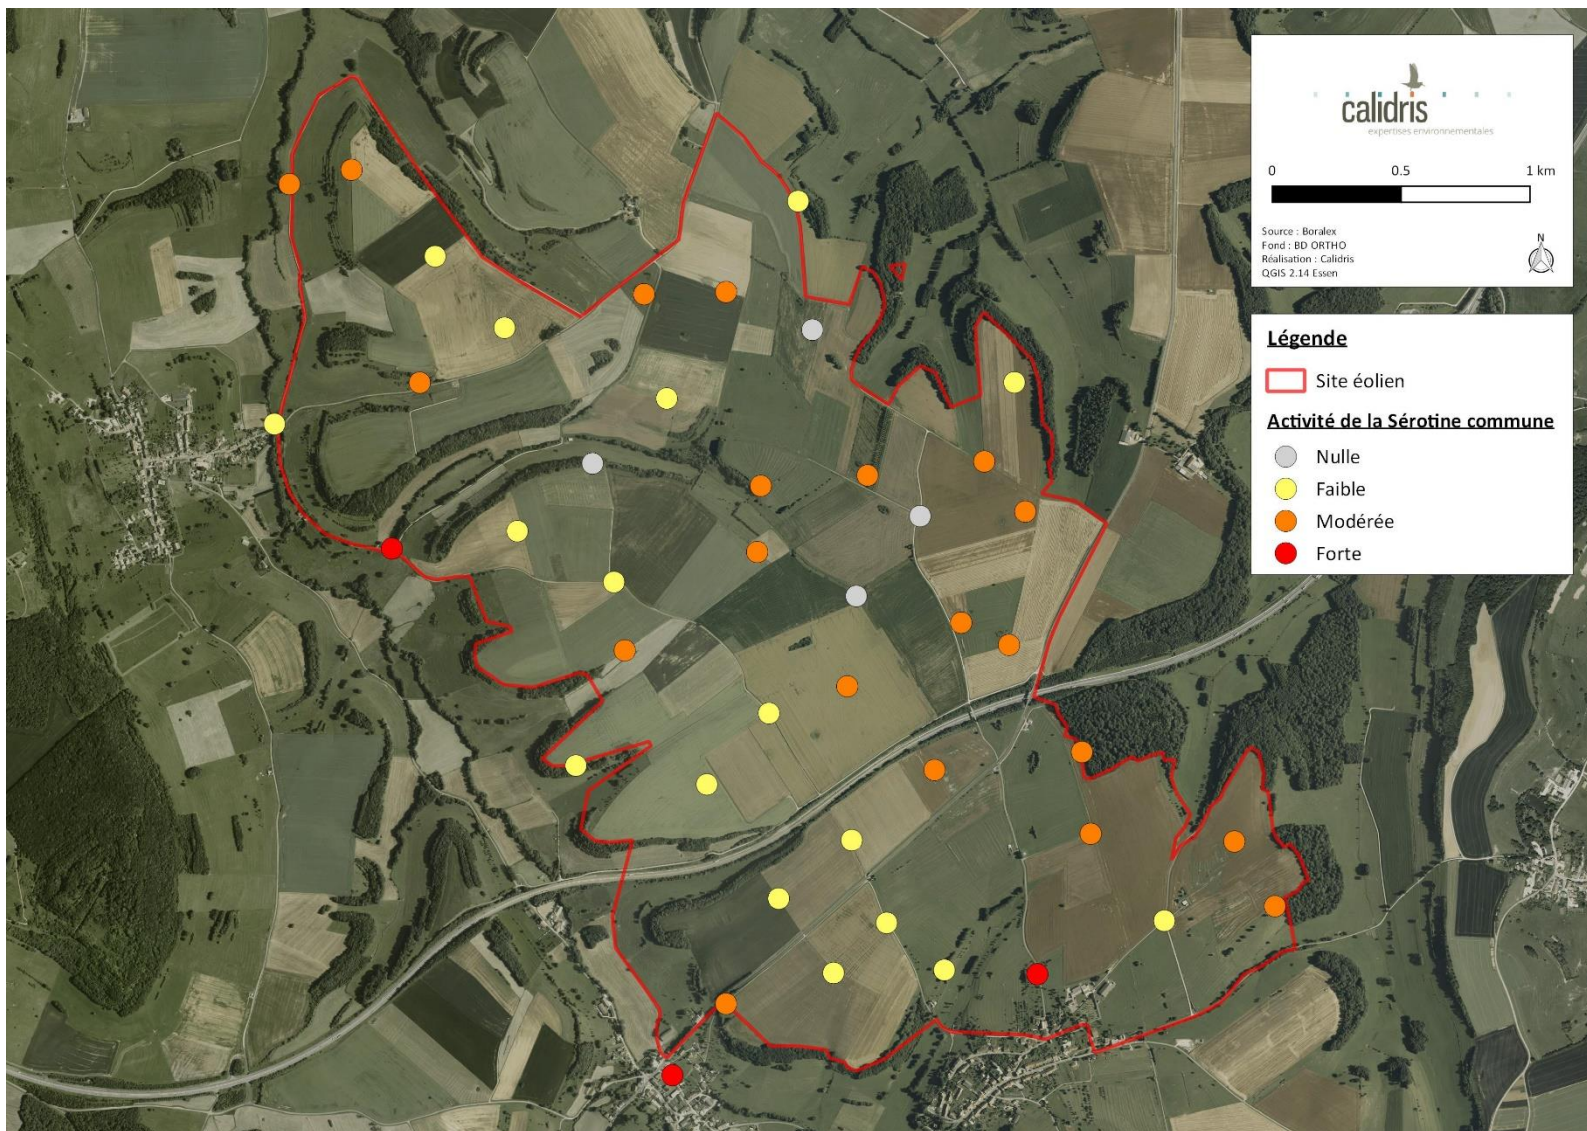 calidris
expertises environnementales
0 0.5 1 km
Source : Boralex
Fond : BD ORTHO
Réalisation : Calidris
QGIS 2.14 Essen
N
Légende
Site éolien
Activité de la Sérotine commune
Nulle
Faible
Modérée
Forte